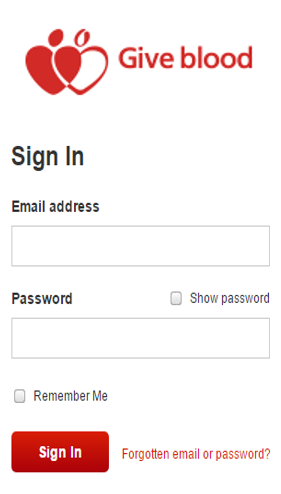 Give blood
Sign In
Email address
Password
Show password
Remember Me
Sign In
Forgotten email or password?